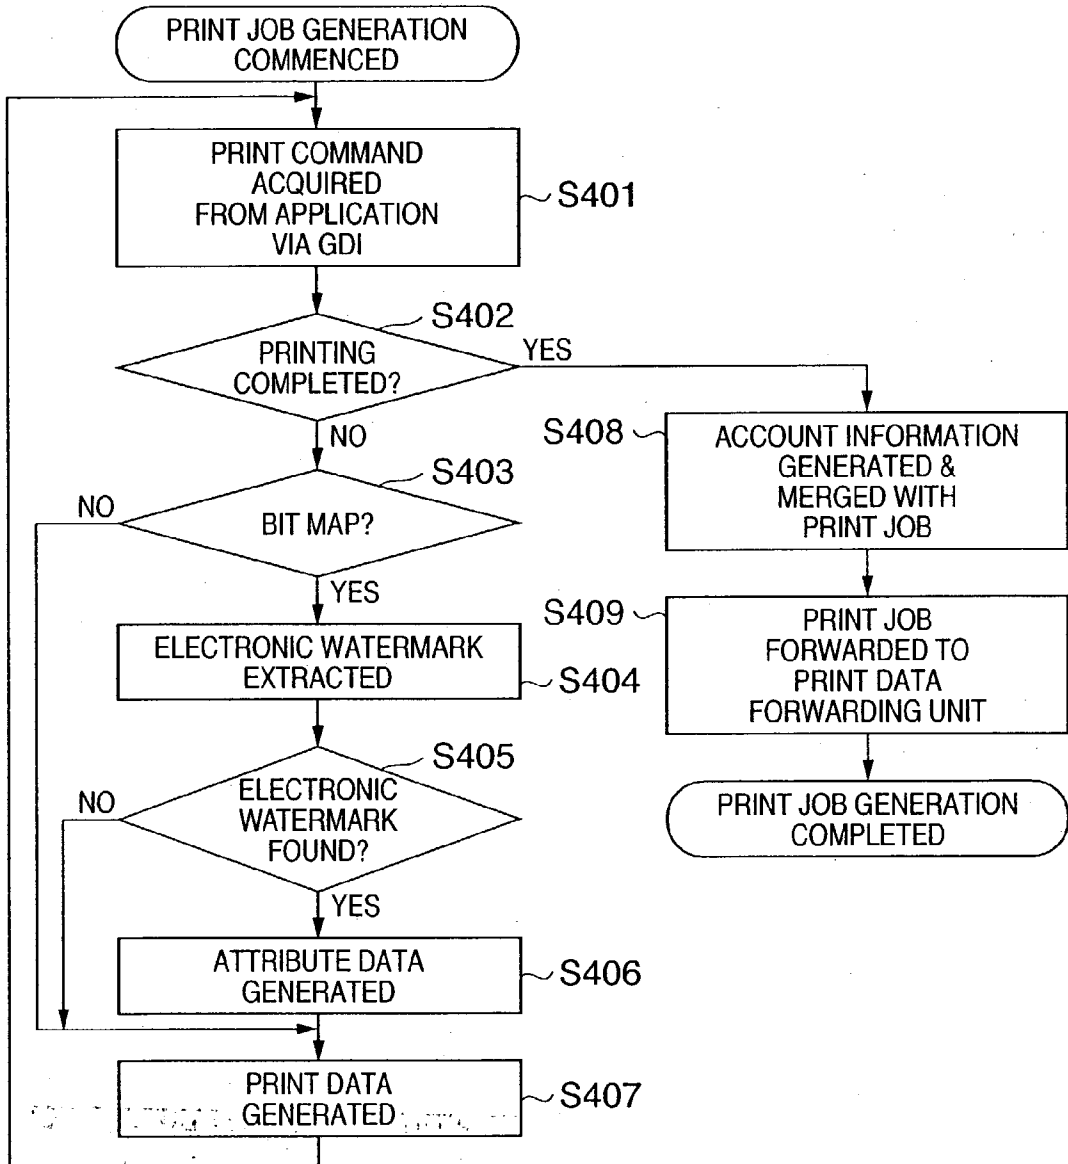 PRINT JOB GENERATION
COMMENCED
PRINT COMMAND
ACQUIRED
FROM APPLICATION
VIA GDI
S401
S402
PRINTING
COMPLETED?
YES
NO
S403
BIT MAP?
NO
YES
ELECTRONIC WATERMARK
EXTRACTED
S404
S405
ELECTRONIC
WATERMARK
FOUND?
NO
YES
ATTRIBUTE DATA
GENERATED
S406
PRINT DATA
GENERATED
S407
S408
ACCOUNT INFORMATION
GENERATED &
MERGED WITH
PRINT JOB
S409
PRINT JOB
FORWARDED TO
PRINT DATA
FORWARDING UNIT
PRINT JOB GENERATION
COMPLETED